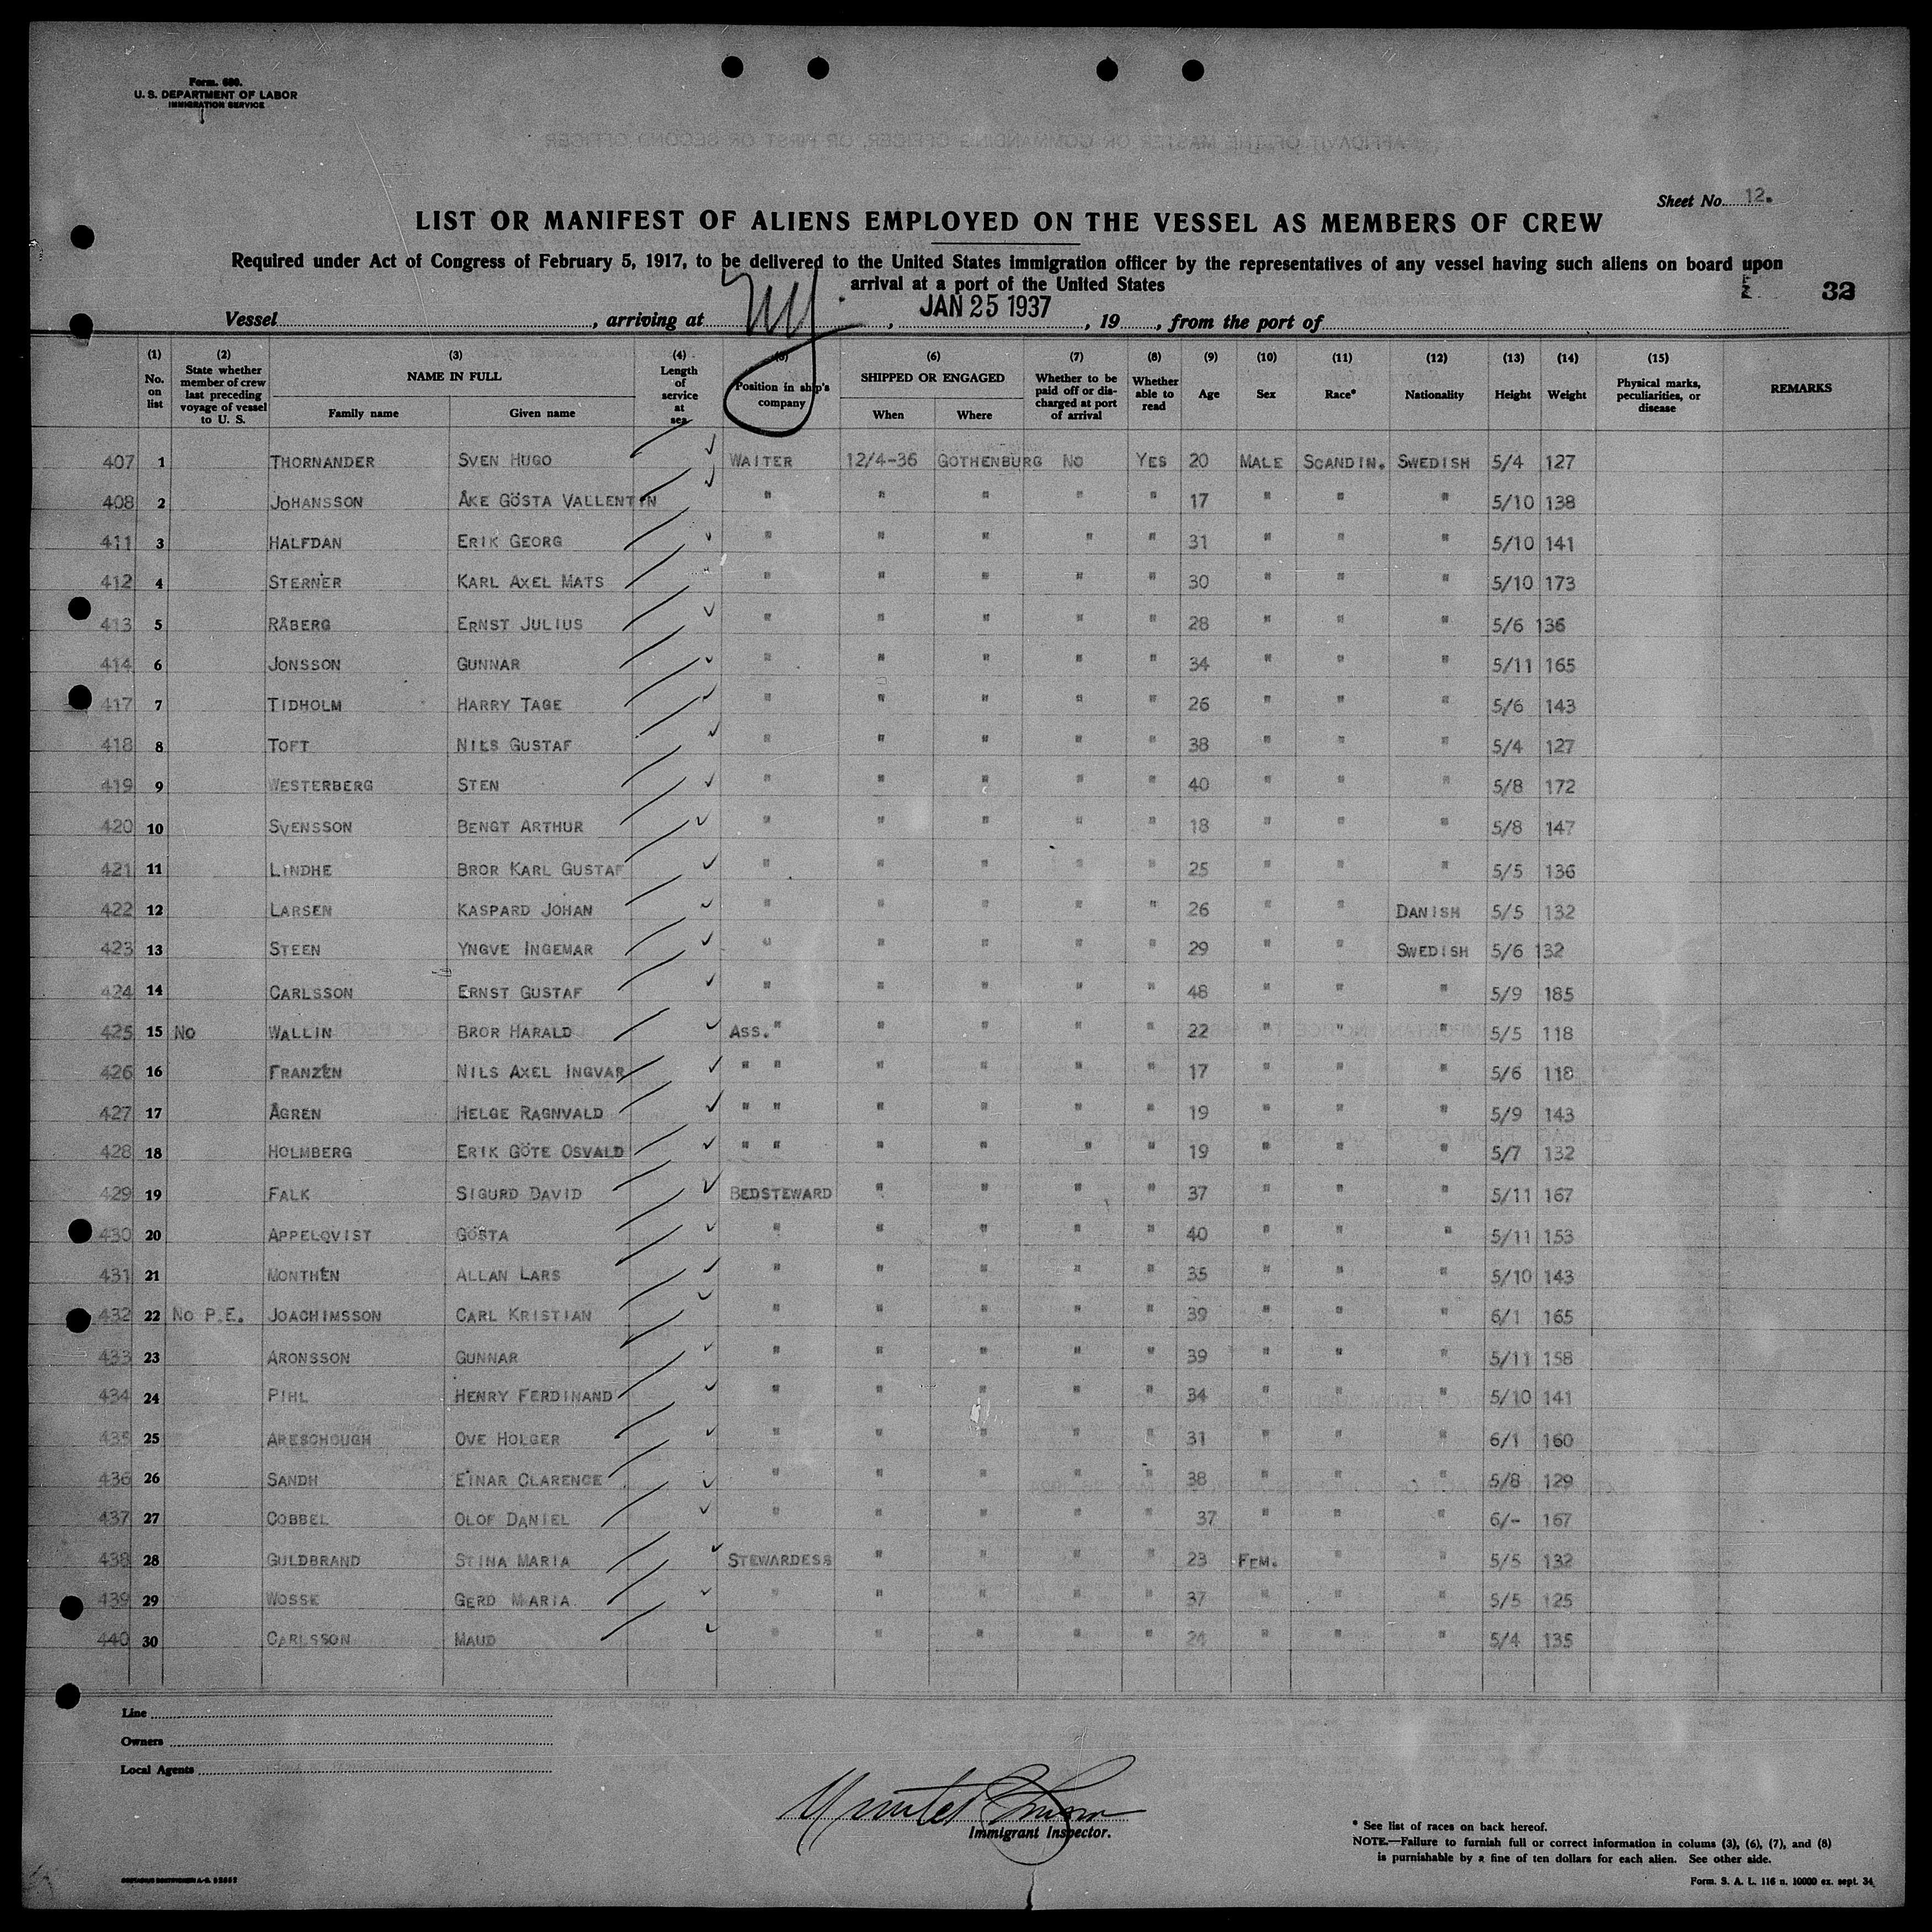 Form. 680.
U. S. DEPARTMENT OF LABOR
IMMIGRATION SERVICE
Sheet No. 12.
LIST OR MANIFEST OF ALIENS EMPLOYED ON THE VESSEL AS MEMBERS OF CREW
Required under Act of Congress of February 5, 1917, to be delivered to the United States immigration officer by the representatives of any vessel having such aliens on board upon
arrival at a port of the United States
33
Vessel , arriving at NY. , JAN 25 1937 , 19 , from the port of
(1) No. on list (2) State whether member of crew last preceding voyage of vessel to U. S. (3) NAME IN FULL Family name Given name (4) Length of service at sea (5) Position in ship's company (6) SHIPPED OR ENGAGED When Where (7) Whether to be paid off or discharged at port of arrival (8) Whether able to read (9) Age (10) Sex (11) Race* (12) Nationality (13) Height (14) Weight (15) Physical marks, peculiarities, or disease REMARKS
407 1 THORNANDER SVEN HUGO WAITER 12/4-36 GOTHENBURG NO YES 20 MALE SCANDIN. SWEDISH 5/4 127
408 2 JOHANSSON ÅKE GÖSTA VALLENTIN " " " " " 17 " " " 5/10 138
411 3 HALFDAN ERIK GEORG " " " " " 31 " " " 5/10 141
412 4 STERNER KARL AXEL MATS " " " " " 30 " " " 5/10 173
413 5 RÅBERG ERNST JULIUS " " " " " 28 " " " 5/6 136
414 6 JONSSON GUNNAR " " " " " 34 " " " 5/11 165
417 7 TIDHOLM HARRY TAGE " " " " " 26 " " " 5/6 143
418 8 TOFT NILS GUSTAF " " " " " 38 " " " 5/4 127
419 9 WESTERBERG STEN " " " " " 40 " " " 5/8 172
420 10 SVENSSON BENGT ARTHUR " " " " " 18 " " " 5/8 147
421 11 LINDHE BROR KARL GUSTAF " " " " " 25 " " " 5/5 136
422 12 LARSEN KASPARD JOHAN " " " " " 26 " " DANISH 5/5 132
423 13 STEEN YNGVE INGEMAR " " " " " 29 " " SWEDISH 5/6 132
424 14 CARLSSON ERNST GUSTAF " " " " " 48 " " " 5/9 185
425 15 NO WALLIN BROR HARALD ASS. " " " " " 22 " " " 5/5 118
426 16 FRANZÉN NILS AXEL INGVAR " " " " " " 17 " " " 5/6 118
427 17 ÅGREN HELGE RAGNVALD " " " " " " 19 " " " 5/9 143
428 18 HOLMBERG ERIK GÖTE OSVALD " " " " " " 19 " " " 5/7 132
429 19 FALK SIGURD DAVID BEDSTEWARD " " " " 37 " " " 5/11 167
430 20 APPELQVIST GÖSTA " " " " " 40 " " " 5/11 153
431 21 MONTHÉN ALLAN LARS " " " " " 35 " " " 5/10 143
432 22 NO P.E. JOACHIMSSON CARL KRISTIAN " " " " " 39 " " " 6/1 165
433 23 ARONSSON GUNNAR " " " " " 39 " " " 5/11 158
434 24 PIHL HENRY FERDINAND " " " " " 34 " " " 5/10 141
435 25 ARESCHOUGH OVE HOLGER " " " " " 31 " " " 6/1 160
436 26 SANDH EINAR CLARENCE " " " " " 38 " " " 5/8 129
437 27 COBBEL OLOF DANIEL " " " " " 37 " " " 6/- 167
438 28 GULDBRAND STINA MARIA STEWARDESS " " " " 23 FEM. " " 5/5 132
439 29 WOSSE GERD MARIA " " " " " 37 " " " 5/5 125
440 30 CARLSSON MAUD " " " " " 24 " " " 5/4 135
Line
Owners
Local Agents
Immigrant Inspector.
* See list of races on back hereof.
NOTE.—Failure to furnish full or correct information in colums (3), (6), (7), and (8)
is purnishable by a fine of ten dollars for each alien. See other side.
Form. S. A. L. 116 n. 10000 ex. sept. 34